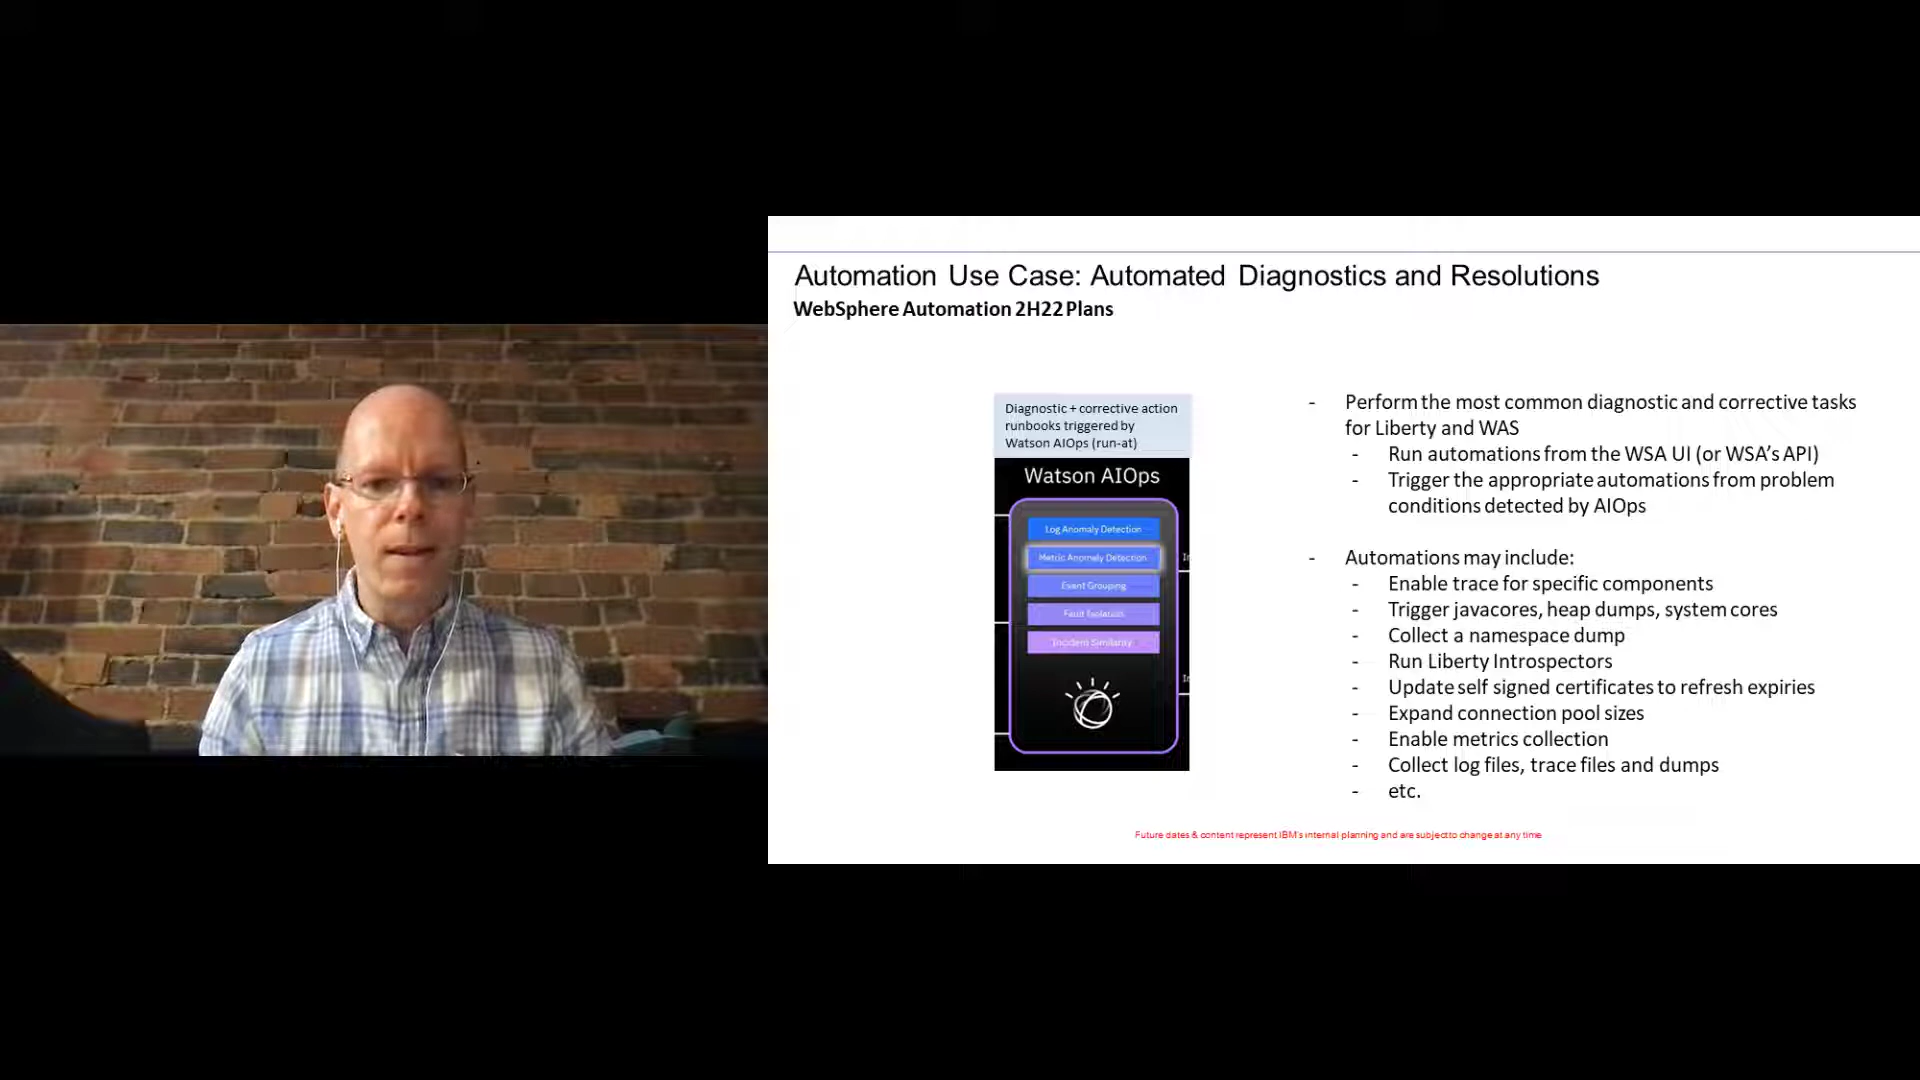 Automation Use Case: Automated Diagnostics and Resolutions
WebSphere Automation 2H22 Plans
Diagnostic + corrective action
runbooks triggered by
Watson AIOps (run-at)
Watson AIOps
Log Anomaly Detection
Metric Anomaly Detection
Event Grouping
Fault Isolation
Incident Similarity
In
In
- Perform the most common diagnostic and corrective tasks
for Liberty and WAS
- Run automations from the WSA UI (or WSA's API)
- Trigger the appropriate automations from problem
conditions detected by AIOps
- Automations may include:
- Enable trace for specific components
- Trigger javacores, heap dumps, system cores
- Collect a namespace dump
- Run Liberty Introspectors
- Update self signed certificates to refresh expiries
- Expand connection pool sizes
- Enable metrics collection
- Collect log files, trace files and dumps
- etc.
Future dates & content represent IBM's internal planning and are subject to change at any time